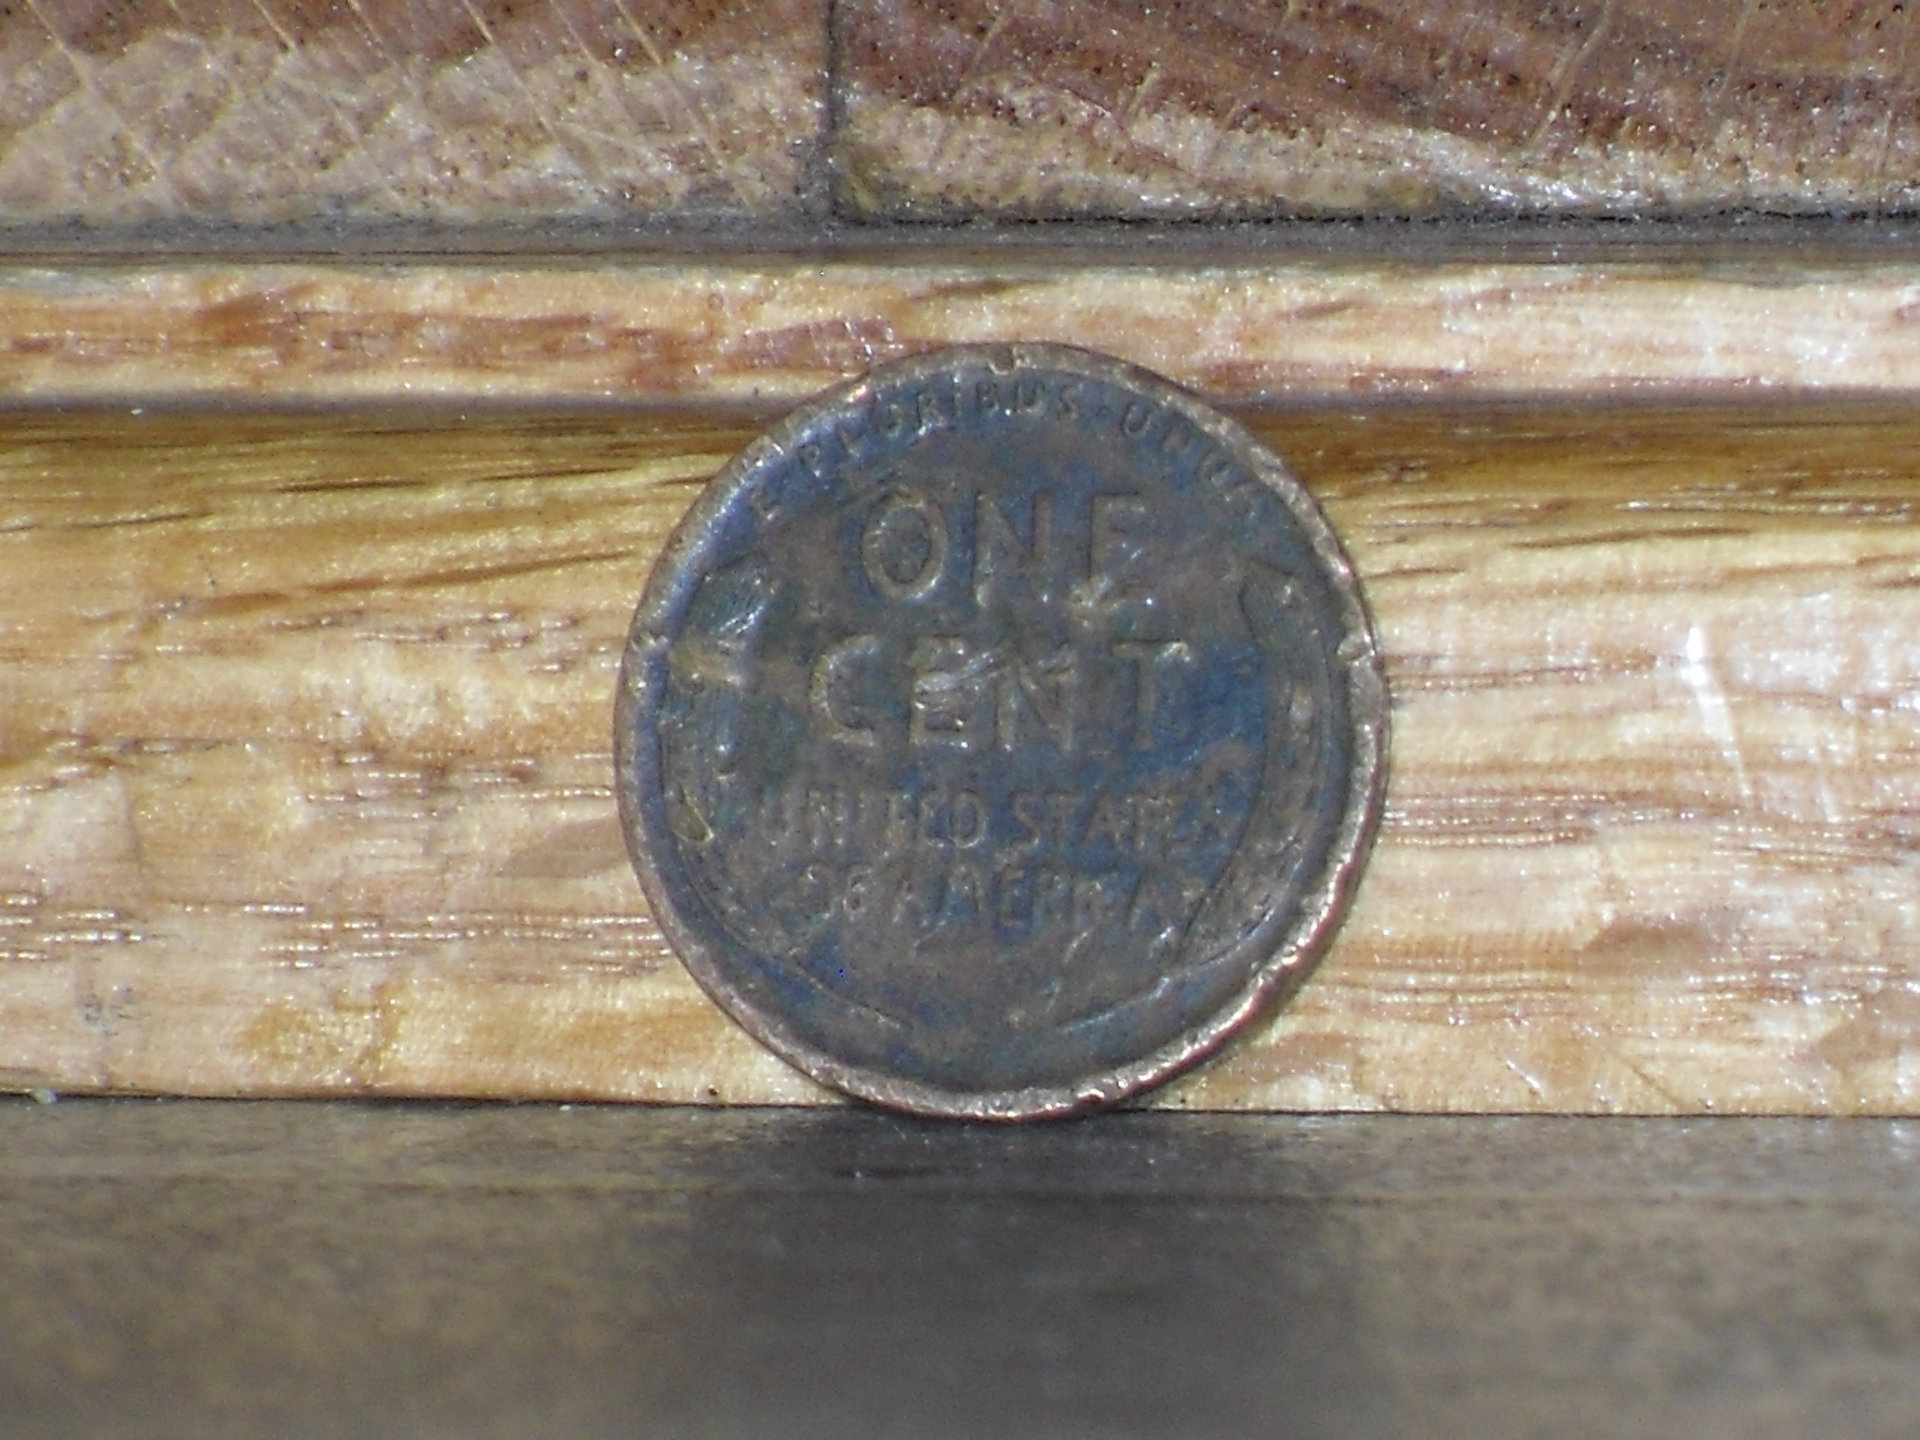 E PLURIBUS · UNUM
ONE
CENT
UNITED STATES
OF AMERICA